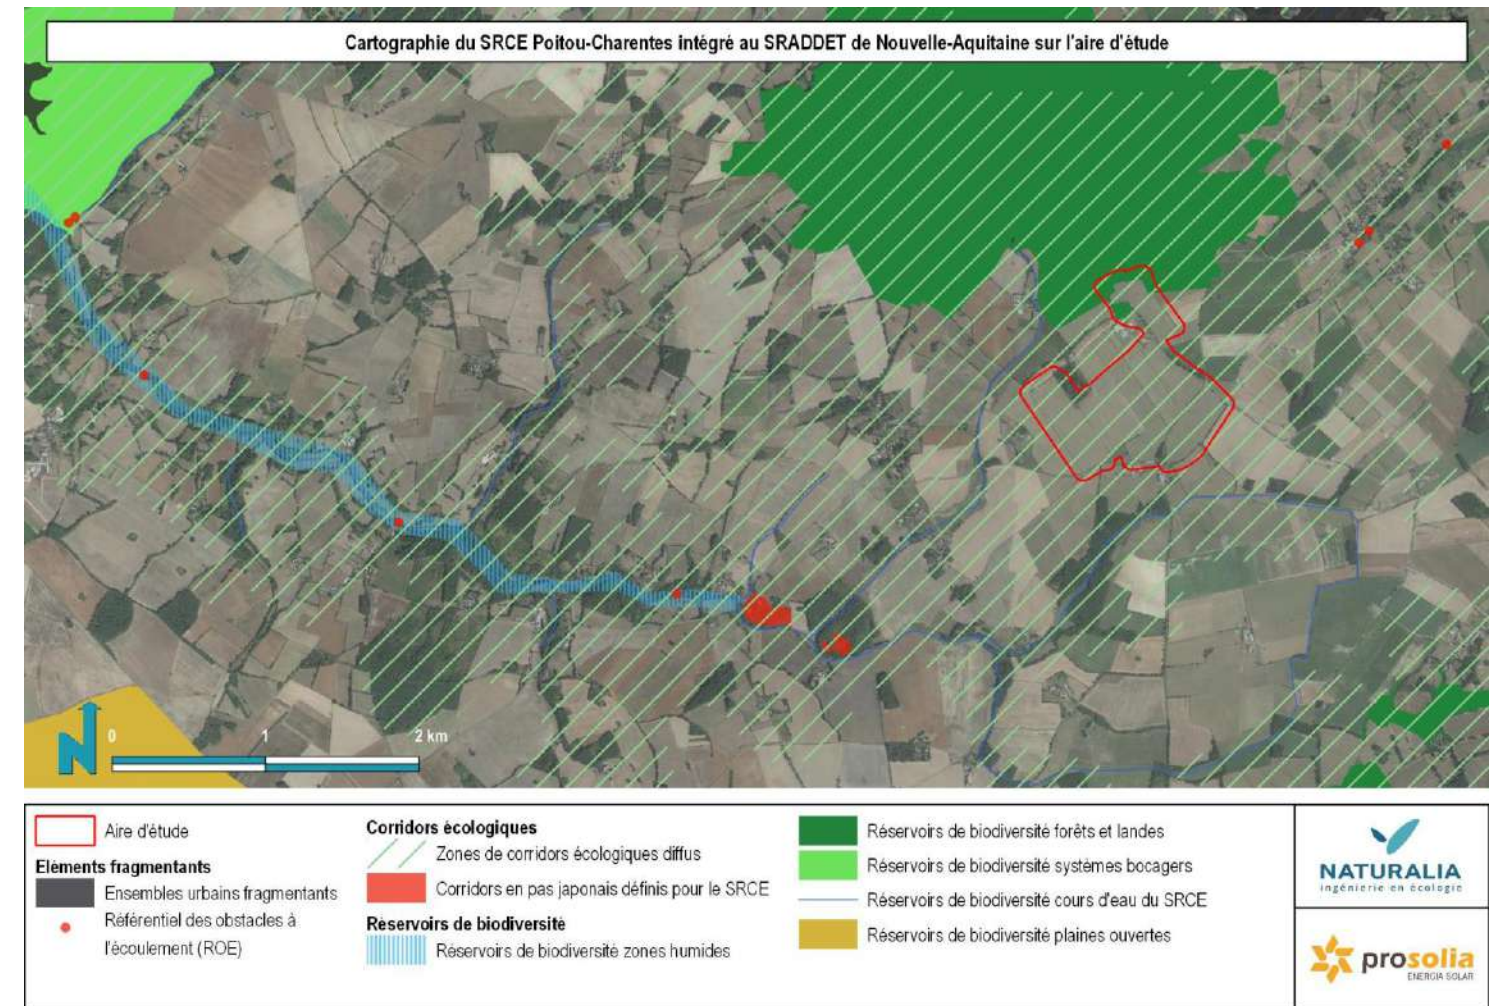 Cartographie du SRCE Poitou-Charentes intégré au SRADDET de Nouvelle-Aquitaine sur l'aire d'étude
N
0
1
2 km
Aire d'étude
Eléments fragmentants
Ensembles urbains fragmentants
Référentiel des obstacles à
l'écoulement (ROE)
Corridors écologiques
Zones de corridors écologiques diffus
Corridors en pas japonais définis pour le SRCE
Réservoirs de biodiversité
Réservoirs de biodiversité zones humides
Réservoirs de biodiversité forêts et landes
Réservoirs de biodiversité systèmes bocagers
Réservoirs de biodiversité cours d'eau du SRCE
Réservoirs de biodiversité plaines ouvertes
NATURALIA
ingénierie en écologie
prosolia
ENERGIA SOLAR